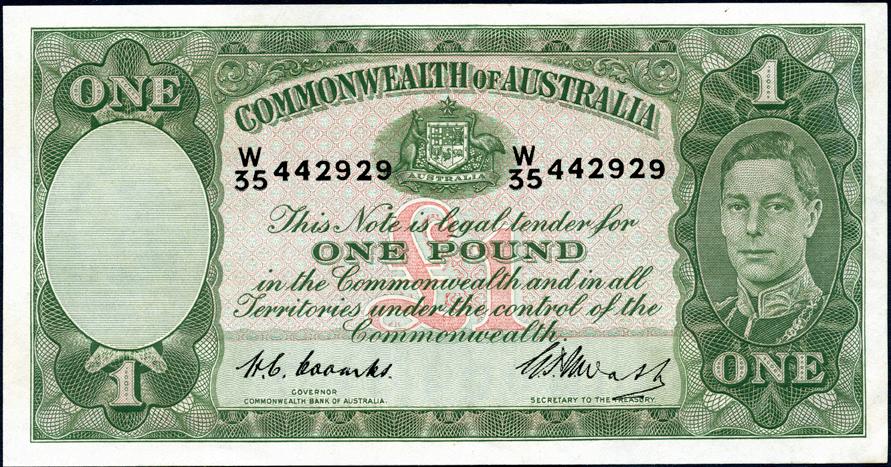 ONE
COMMONWEALTH OF AUSTRALIA
1
W/35 442929
W/35 442929
AUSTRALIA
This Note is legal tender for
ONE POUND
in the Commonwealth and in all
Territories under the control of the
Commonwealth.
£1
H.C. Coombs.
GOVERNOR
COMMONWEALTH BANK OF AUSTRALIA.
SECRETARY TO THE TREASURY.
1
ONE